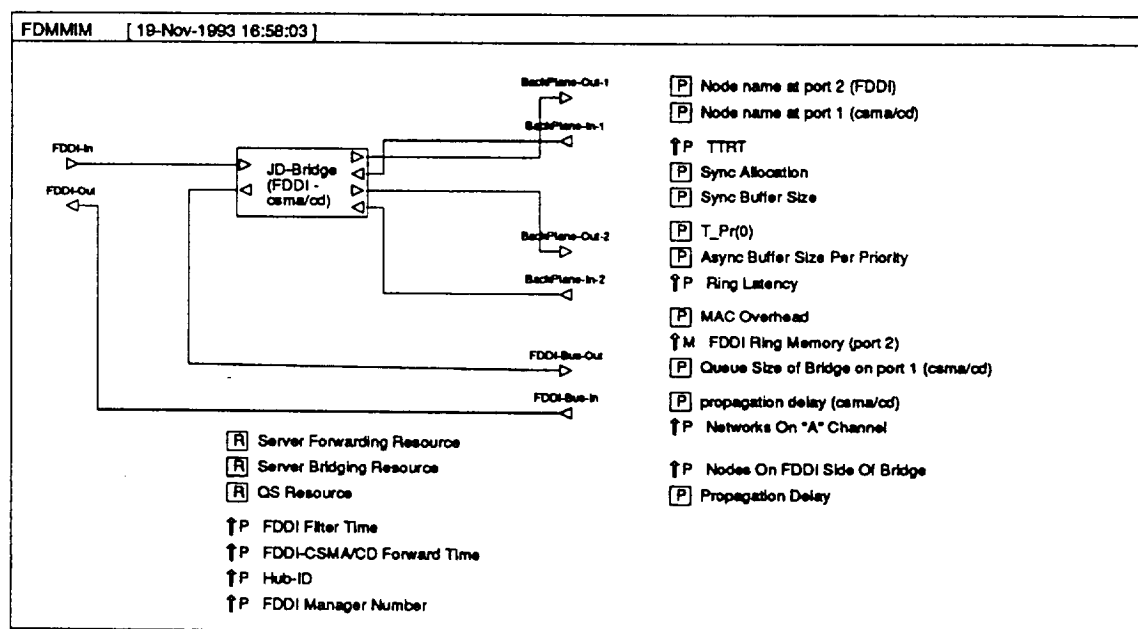 FDMMIM [ 19-Nov-1993 16:58:03 ]
BackPlane-Out-1
BackPlane-In-1
FDDI-In
FDDI-Out
JD-Bridge
(FDDI -
csma/cd)
BackPlane-Out-2
BackPlane-In-2
FDDI-Bus-Out
FDDI-Bus-In
P Node name at port 2 (FDDI)
P Node name at port 1 (csma/cd)
⇑P TTRT
P Sync Allocation
P Sync Buffer Size
P T_Pr(0)
P Async Buffer Size Per Priority
⇑P Ring Latency
P MAC Overhead
⇑M FDDI Ring Memory (port 2)
P Queue Size of Bridge on port 1 (csma/cd)
P propagation delay (csma/cd)
⇑P Networks On "A" Channel
⇑P Nodes On FDDI Side Of Bridge
P Propagation Delay
R Server Forwarding Resource
R Server Bridging Resource
R QS Resource
⇑P FDDI Filter Time
⇑P FDDI-CSMA/CD Forward Time
⇑P Hub-ID
⇑P FDDI Manager Number